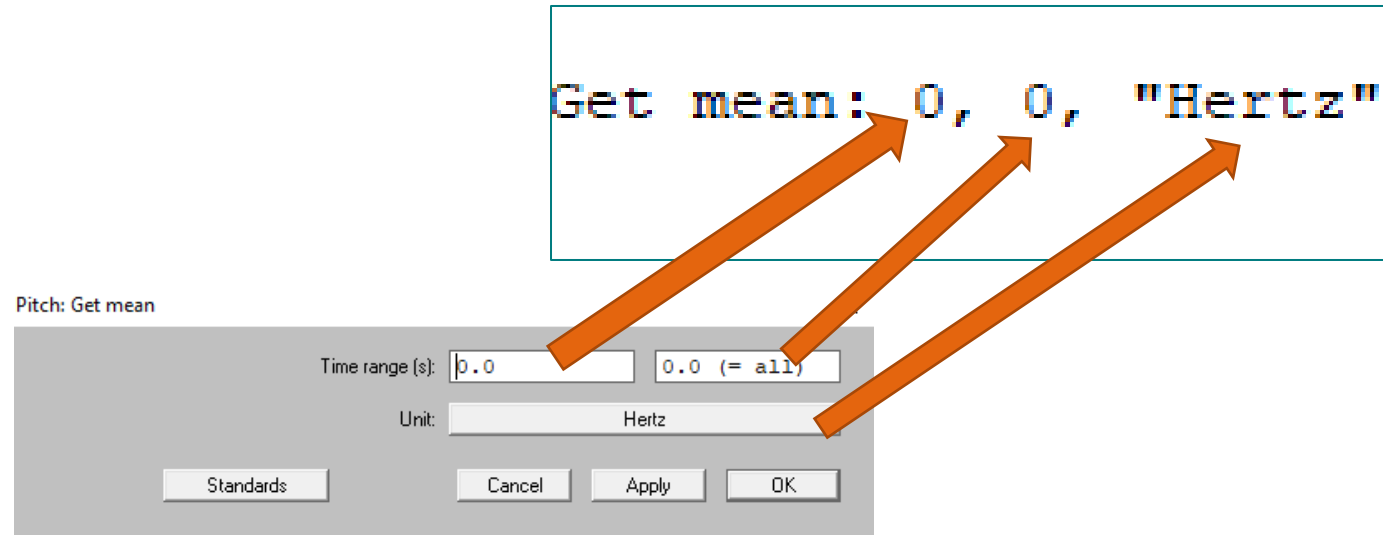 Get mean: 0, 0, "Hertz"
Pitch: Get mean
Time range (s): 0.0 0.0 (= all)
Unit: Hertz
Standards Cancel Apply OK